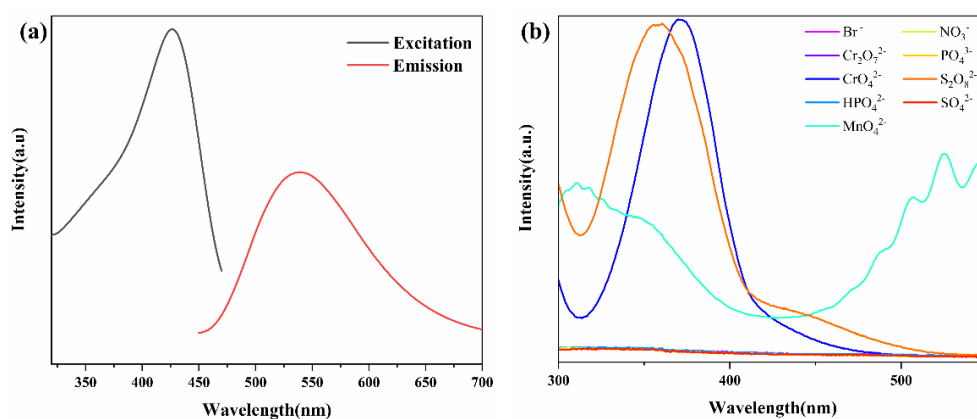 (a)
Excitation
Emission
Intensity(a.u)
350 400 450 500 550 600 650 700
Wavelength(nm)
(b)
Br⁻
Cr₂O₇²⁻
CrO₄²⁻
HPO₄²⁻
MnO₄²⁻
NO₃⁻
PO₄³⁻
S₂O₈²⁻
SO₄²⁻
Intensity(a.u.)
300 400 500
Wavelength(nm)